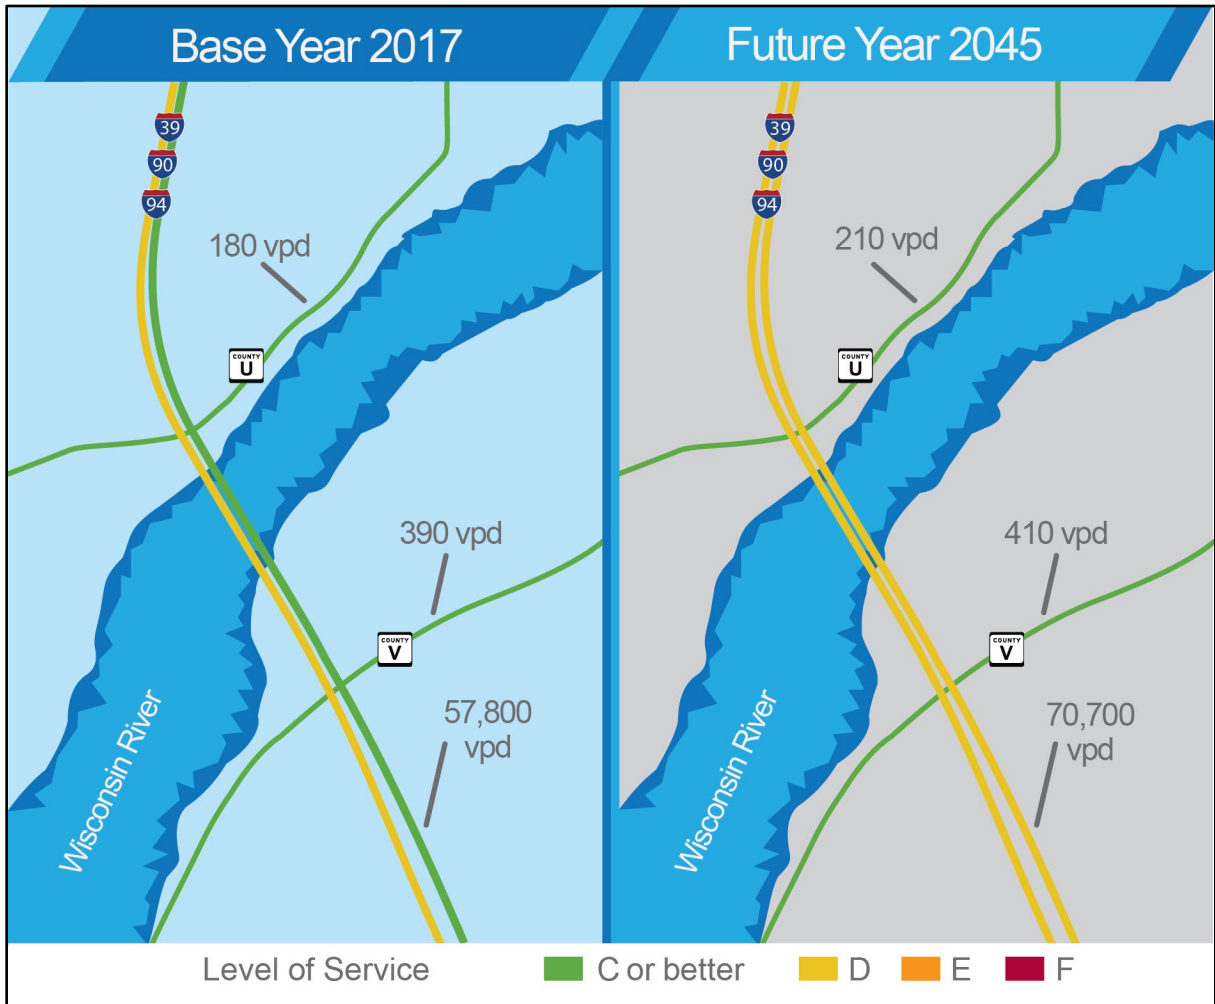 Base Year 2017
Future Year 2045
39
90
94
180 vpd
COUNTY
U
390 vpd
COUNTY
V
57,800
vpd
Wisconsin River
39
90
94
210 vpd
COUNTY
U
410 vpd
COUNTY
V
70,700
vpd
Wisconsin River
Level of Service
C or better
D
E
F